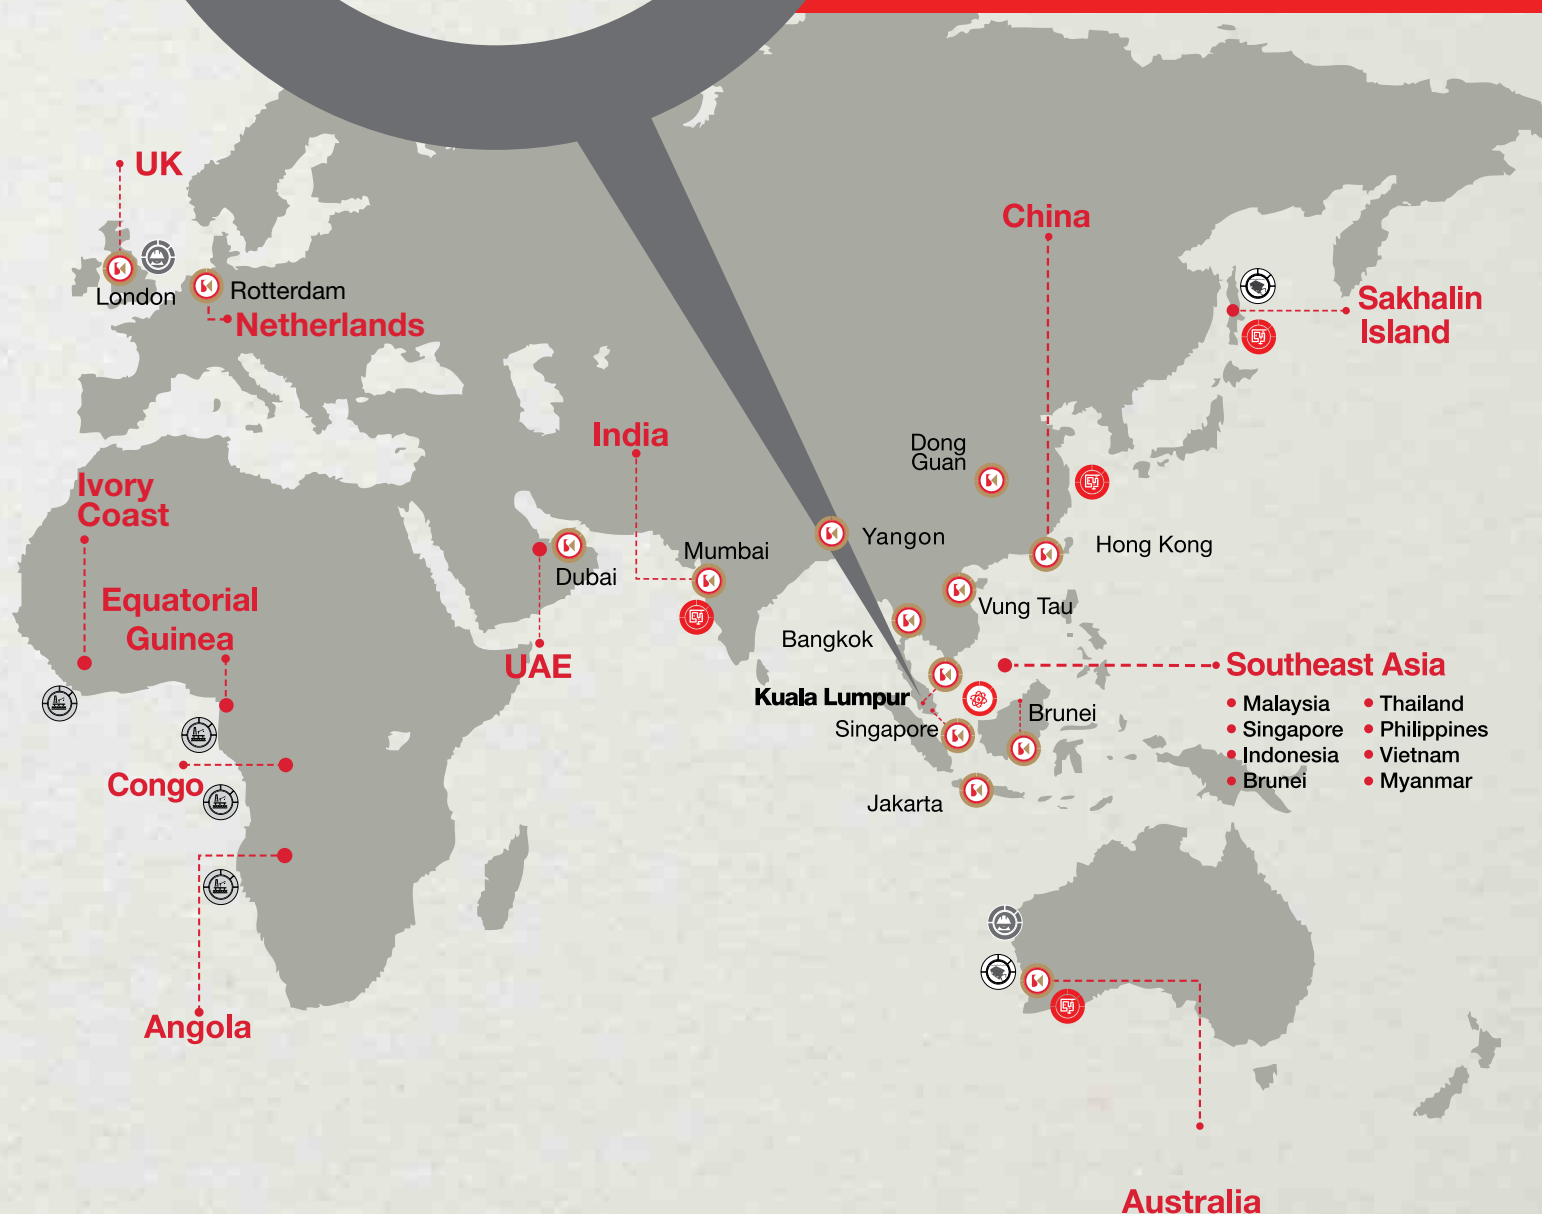 UK
London
Rotterdam
Netherlands
China
Sakhalin
Island
India
Dong
Guan
Ivory
Coast
Yangon
Hong Kong
Mumbai
Dubai
Equatorial
Guinea
Vung Tau
Bangkok
UAE
Southeast Asia
Kuala Lumpur
Singapore
Brunei
• Malaysia
• Singapore
• Indonesia
• Brunei
• Thailand
• Philippines
• Vietnam
• Myanmar
Congo
Jakarta
Angola
Australia